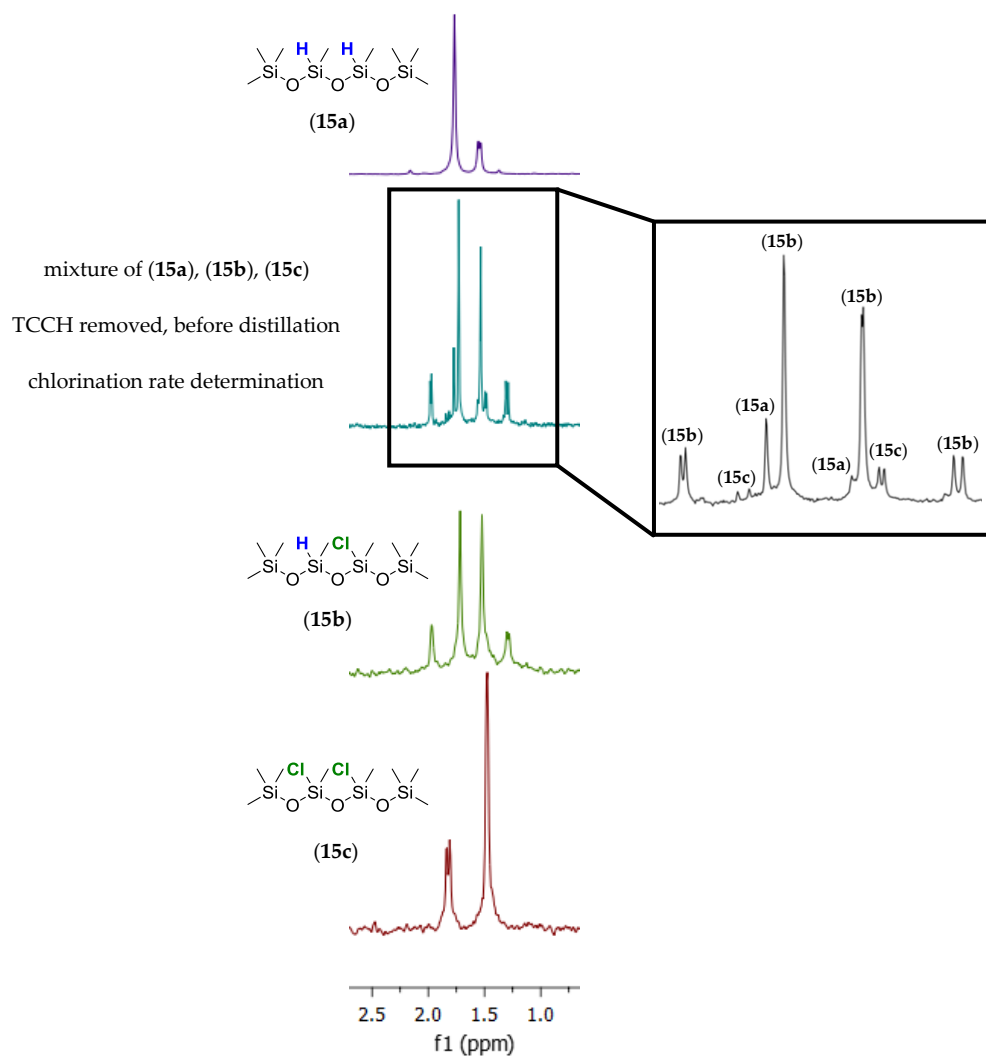 H H
Si Si Si Si
O O O
(15a)
mixture of (15a), (15b), (15c)
TCCH removed, before distillation
chlorination rate determination
(15b)
(15b)
(15a)
(15b)
(15c)
(15a)
(15c)
(15b)
H Cl
Si Si Si Si
O O O
(15b)
Cl Cl
Si Si Si Si
O O O
(15c)
2.5 2.0 1.5 1.0
f1 (ppm)